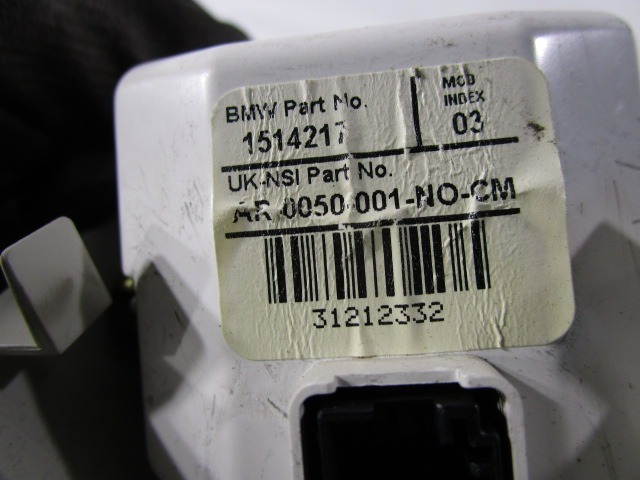 BMW Part No.
1514217
MOD
INDEX
03
UK-NSI Part No.
AR 0050-001-NO-CM
31212332